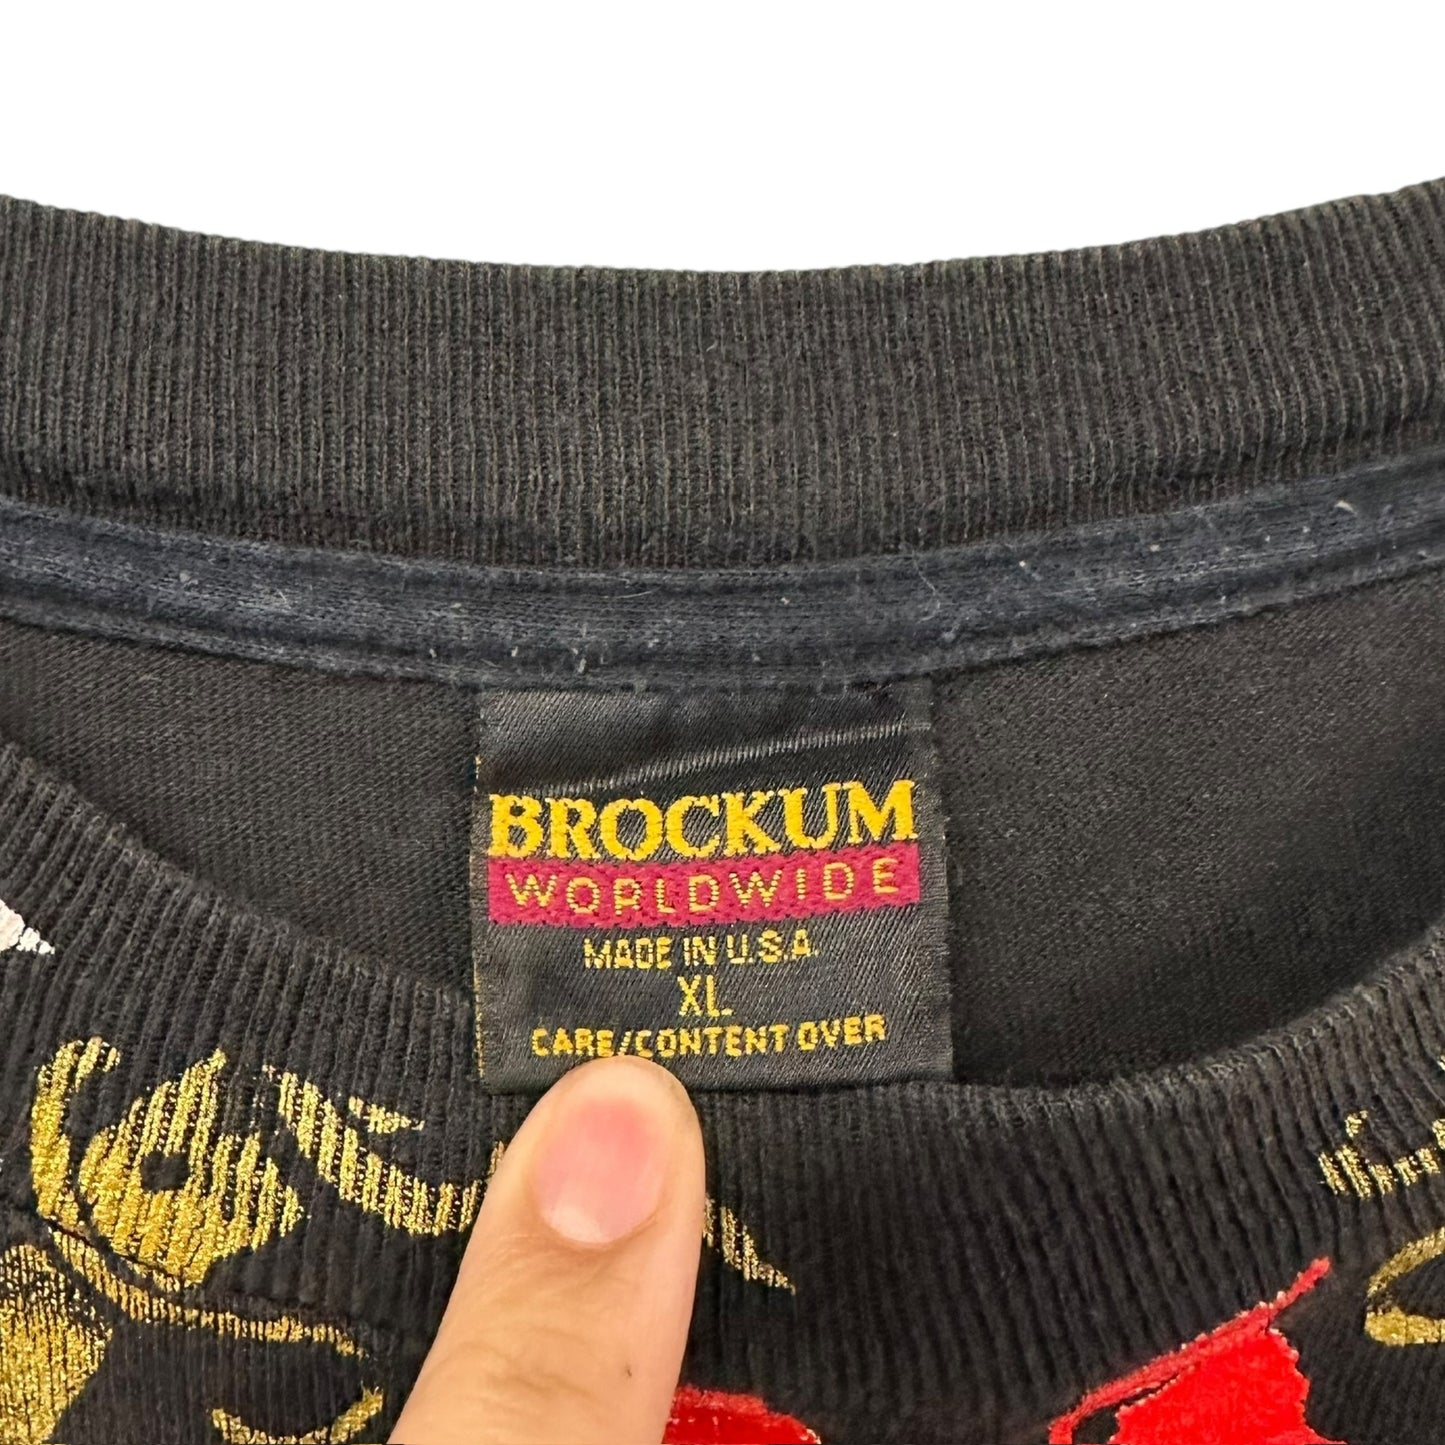 BROCKUM
WORLDWIDE
MADE IN U.S.A.
XL
CARE/CONTENT OVER